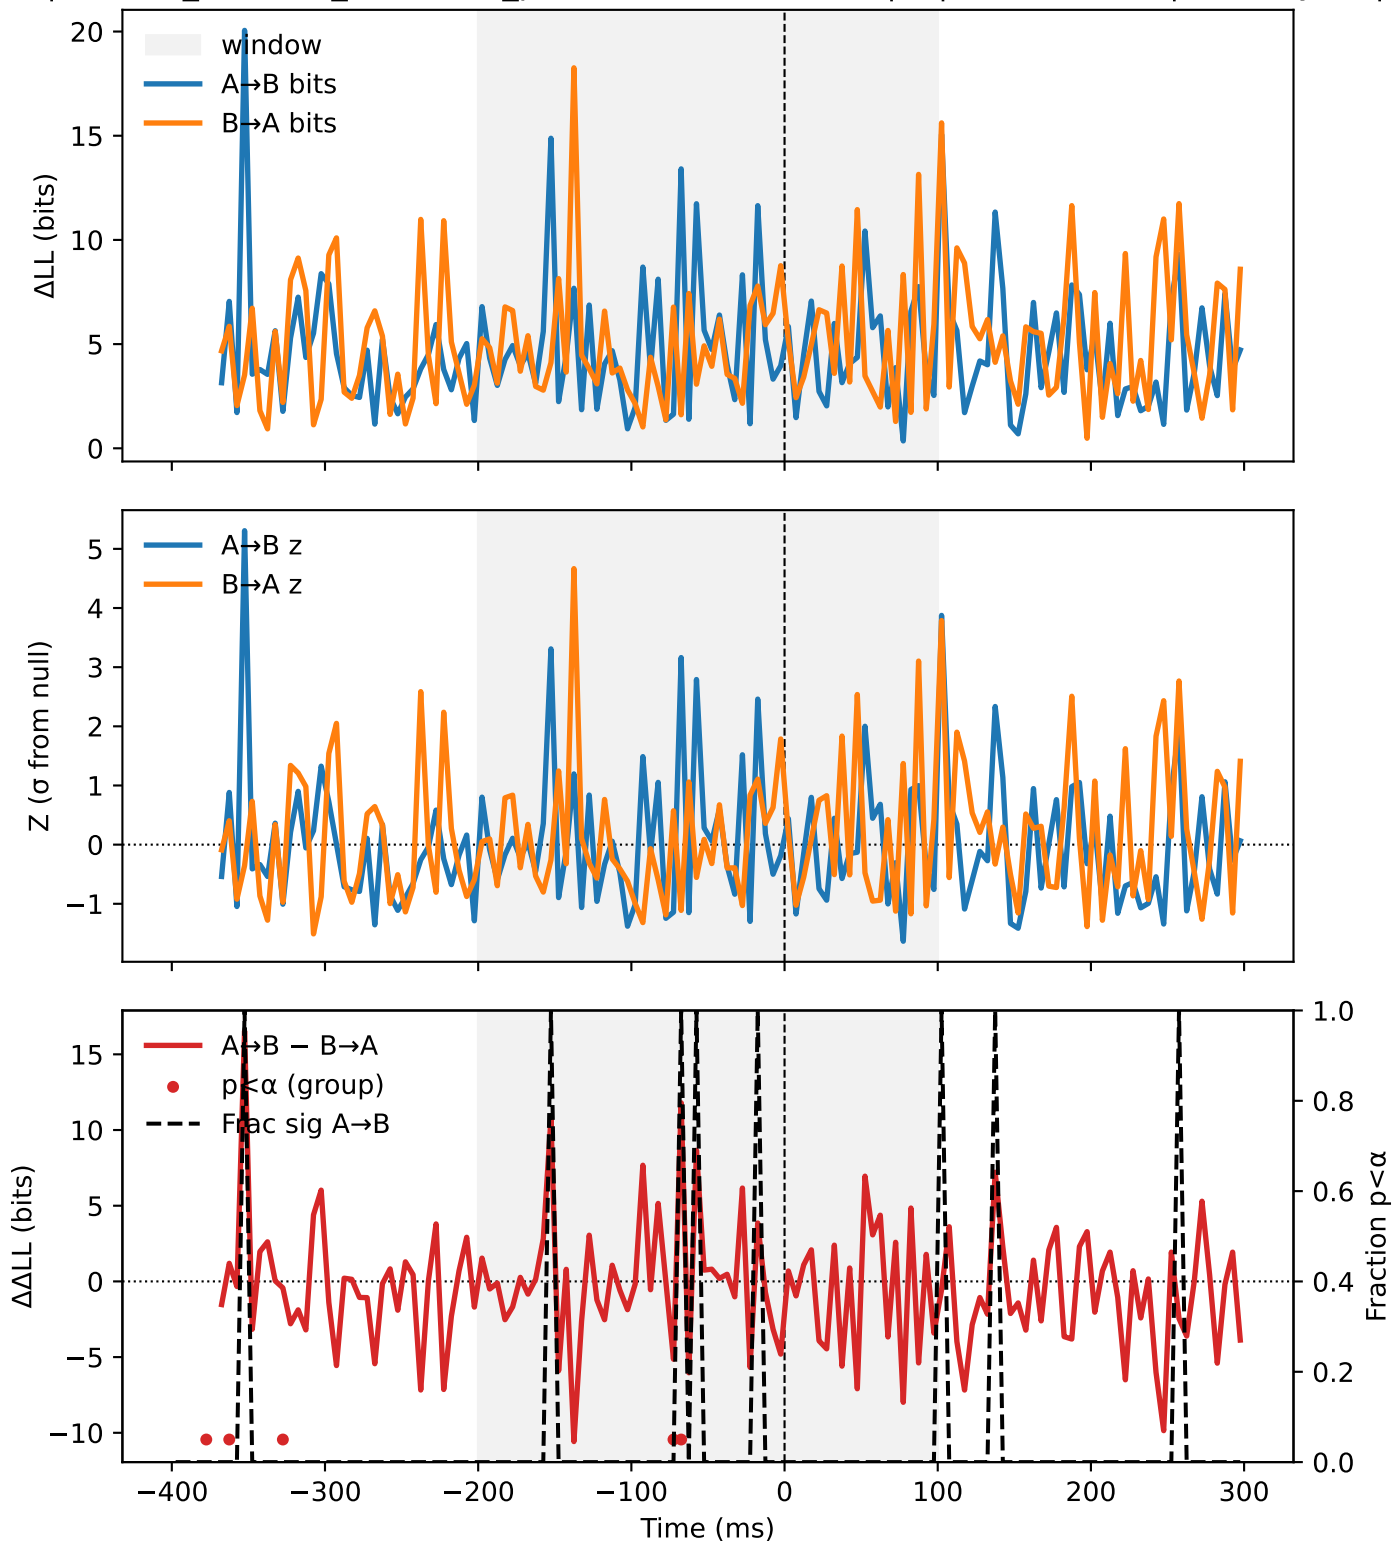 20
15
10
5
0
ΔLL (bits)
window
A→B bits
B→A bits
5
4
3
2
1
0
−1
Z (σ from null)
A→B z
B→A z
15
10
5
0
−5
−10
ΔΔLL (bits)
A→B − B→A
p<α (group)
Frac sig A→B
1.0
0.8
0.6
0.4
0.2
0.0
Fraction p<α
−400 −300 −200 −100 0 100 200 300
Time (ms)